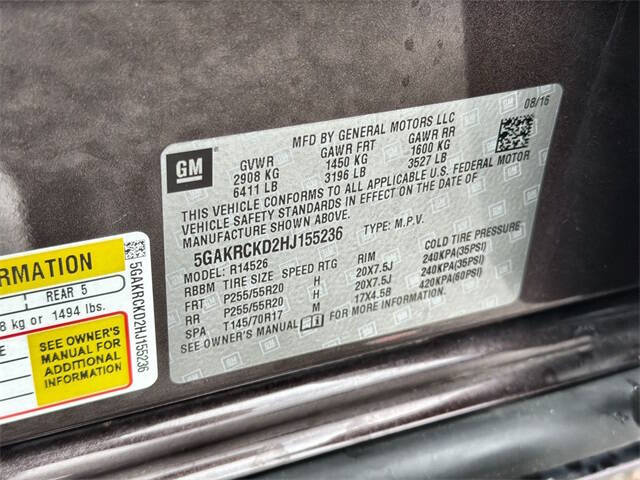 08/16
MFD BY GENERAL MOTORS LLC
GM
GVWR GAWR FRT GAWR RR
2908 KG 1450 KG 1600 KG
6411 LB 3196 LB 3527 LB
THIS VEHICLE CONFORMS TO ALL APPLICABLE U.S. FEDERAL MOTOR
VEHICLE SAFETY STANDARDS IN EFFECT ON THE DATE OF
MANUFACTURE SHOWN ABOVE.
5GAKRCKD2HJ155236 TYPE: M.P.V.
MODEL: R14526
RBBM TIRE SIZE SPEED RTG RIM COLD TIRE PRESSURE
FRT P255/55R20 H 20X7.5J 240KPA(35PSI)
RR P255/55R20 H 20X7.5J 240KPA(35PSI)
SPA T145/70R17 M 17X4.5B 420KPA(60PSI)
SEE OWNER'S MANUAL FOR MORE INFORMATION.
RMATION
REAR 5
8 kg or 1494 lbs.
SEE OWNER'S
MANUAL FOR
ADDITIONAL
INFORMATION
5GAKRCKD2HJ155236